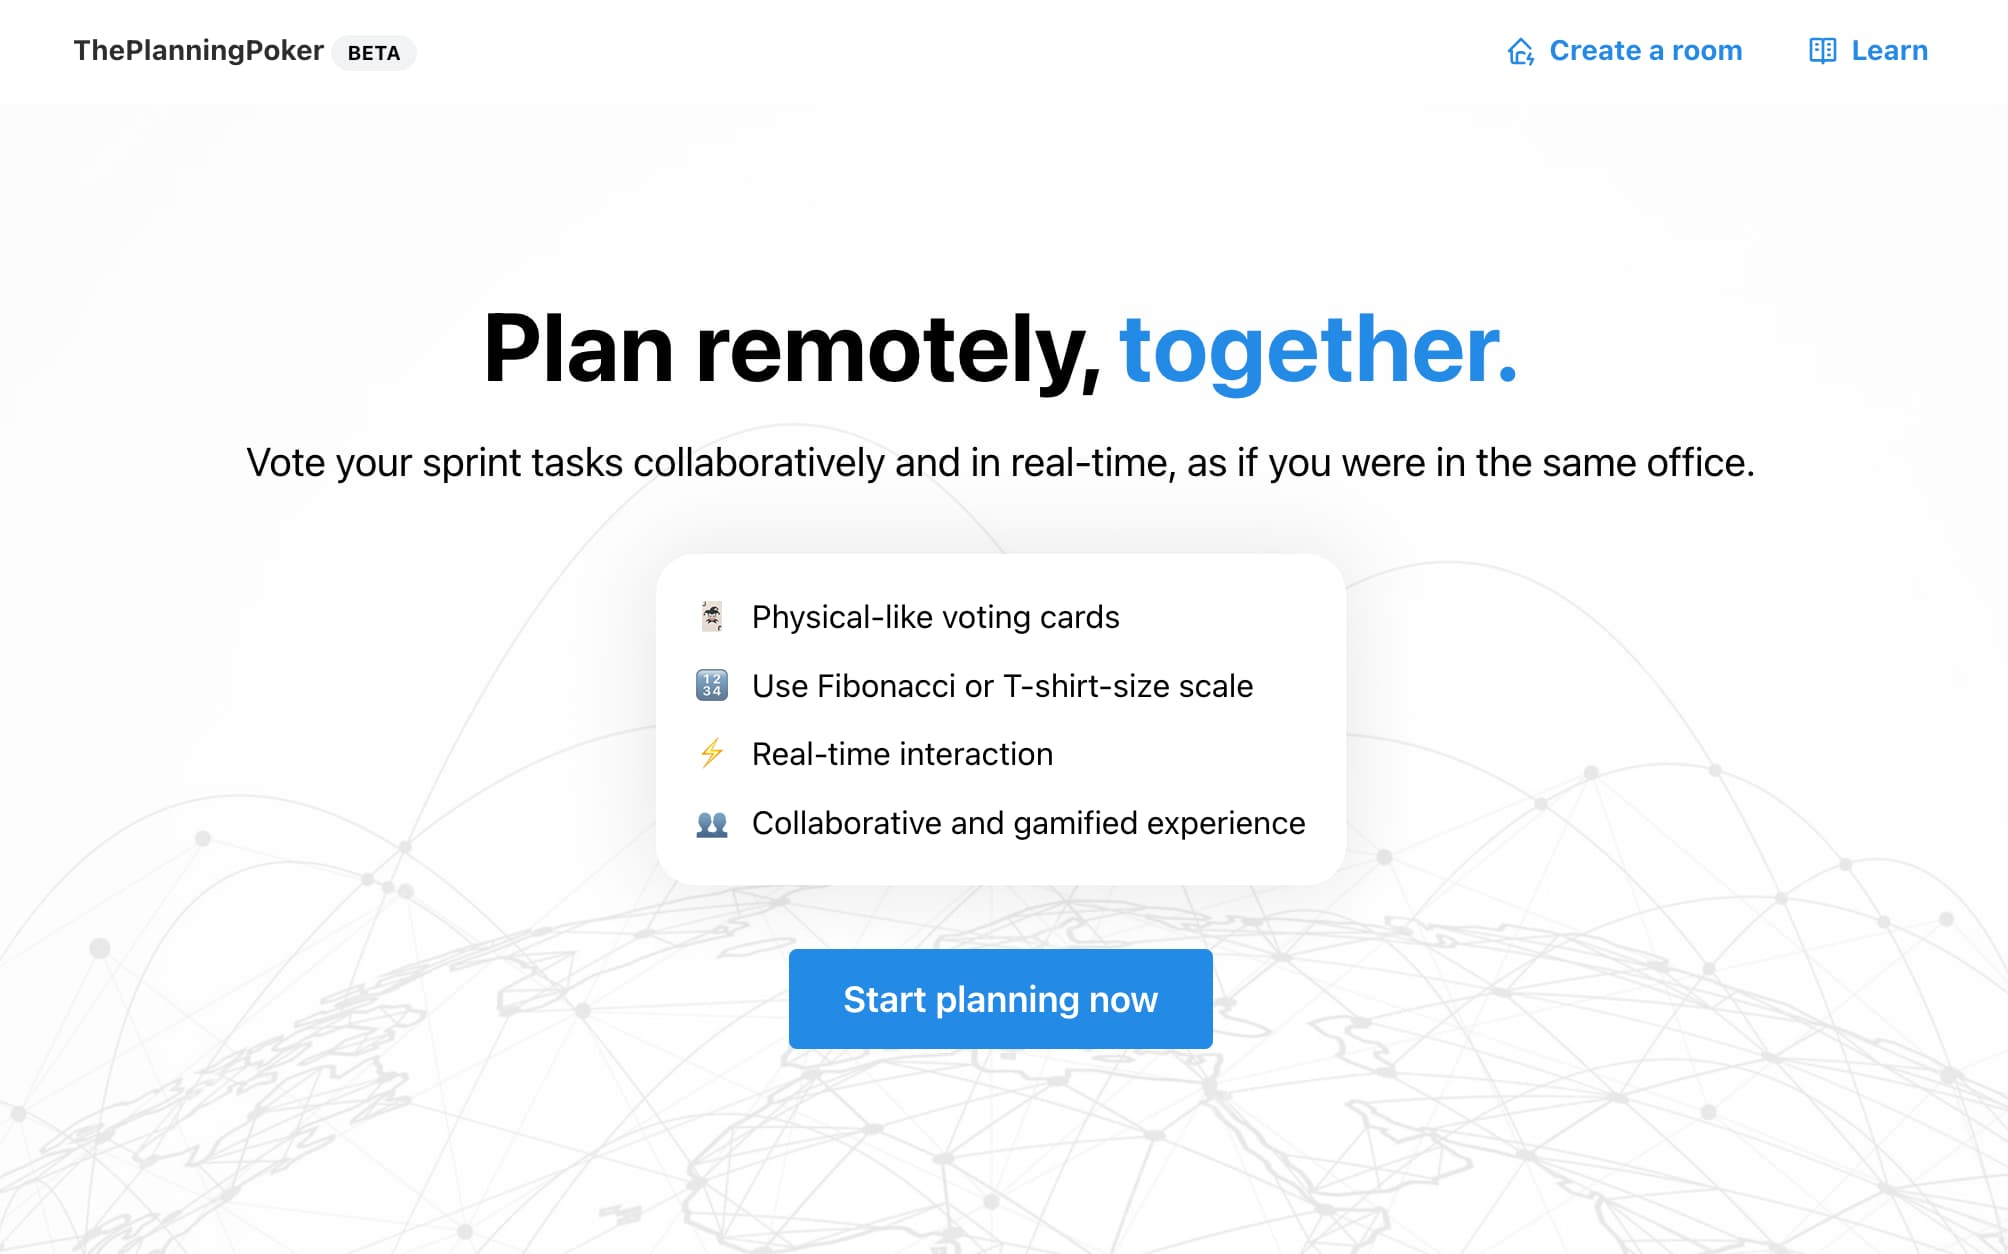 ThePlanningPoker BETA
Create a room
Learn
Plan remotely, together.
Vote your sprint tasks collaboratively and in real-time, as if you were in the same office.
Physical-like voting cards
Use Fibonacci or T-shirt-size scale
Real-time interaction
Collaborative and gamified experience
Start planning now